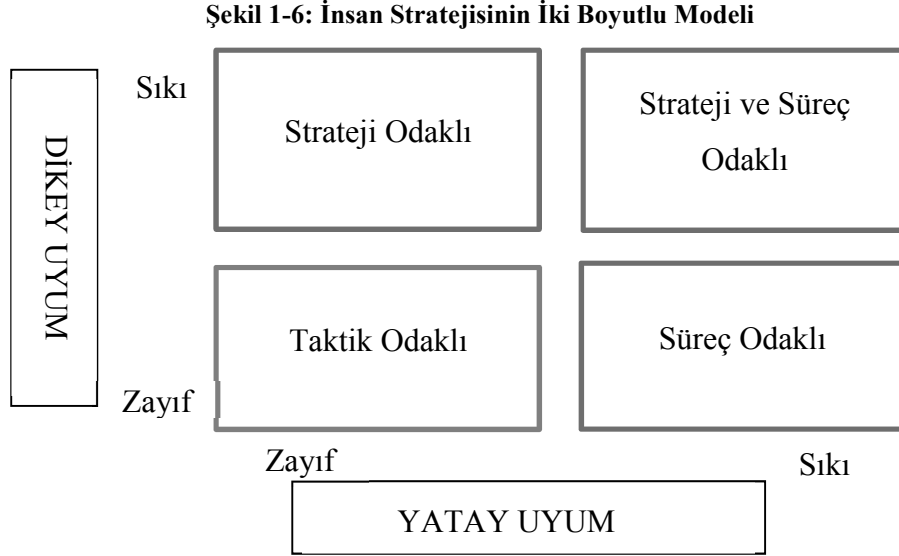 Şekil 1-6: İnsan Stratejisinin İki Boyutlu Modeli
Sıkı
Strateji Odaklı
Strateji ve Süreç
Odaklı
DİKEY UYUM
Taktik Odaklı
Süreç Odaklı
Zayıf
Zayıf
Sıkı
YATAY UYUM